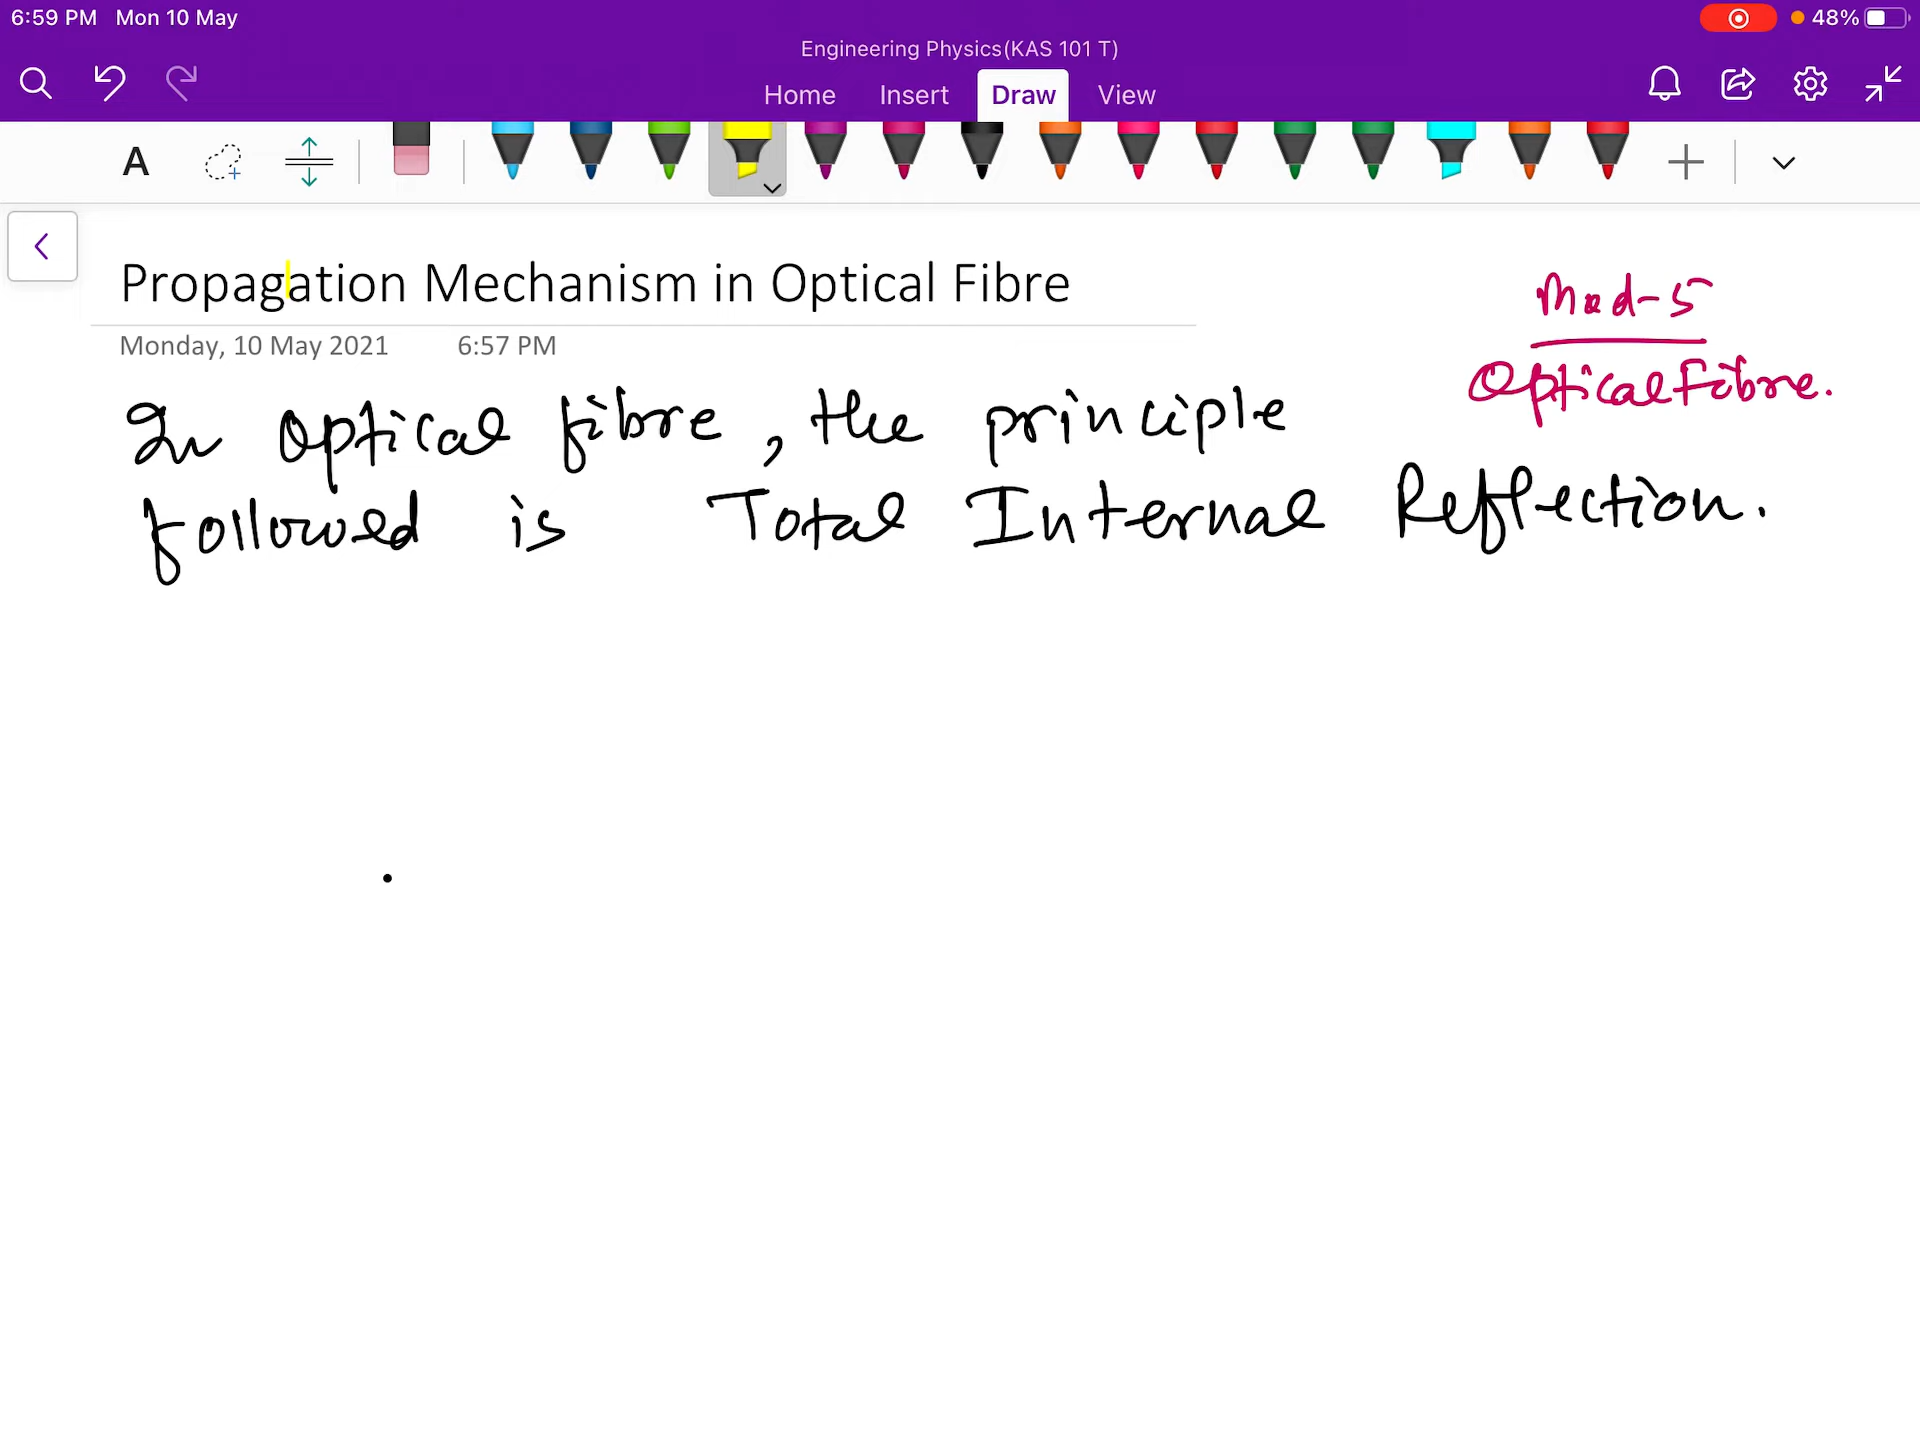 6:59 PM Mon 10 May
48%
Engineering Physics(KAS 101 T)
Home Insert Draw View
A
Propagation Mechanism in Optical Fibre
Monday, 10 May 2021 6:57 PM
Mod-5
Optical Fibre.
In optical fibre, the principle
followed is Total Internal Reflection.